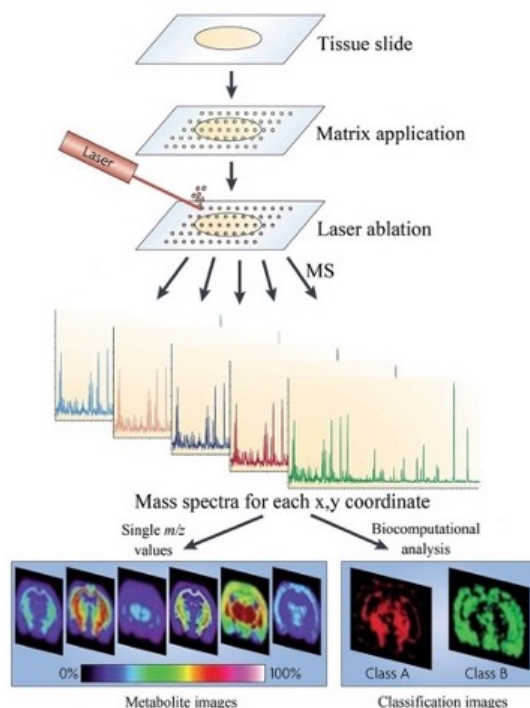 Tissue slide
Matrix application
Laser
Laser ablation
MS
Mass spectra for each x,y coordinate
Single m/z
values
Biocomputational
analysis
0%
100%
Class A
Class B
Metabolite images
Classification images